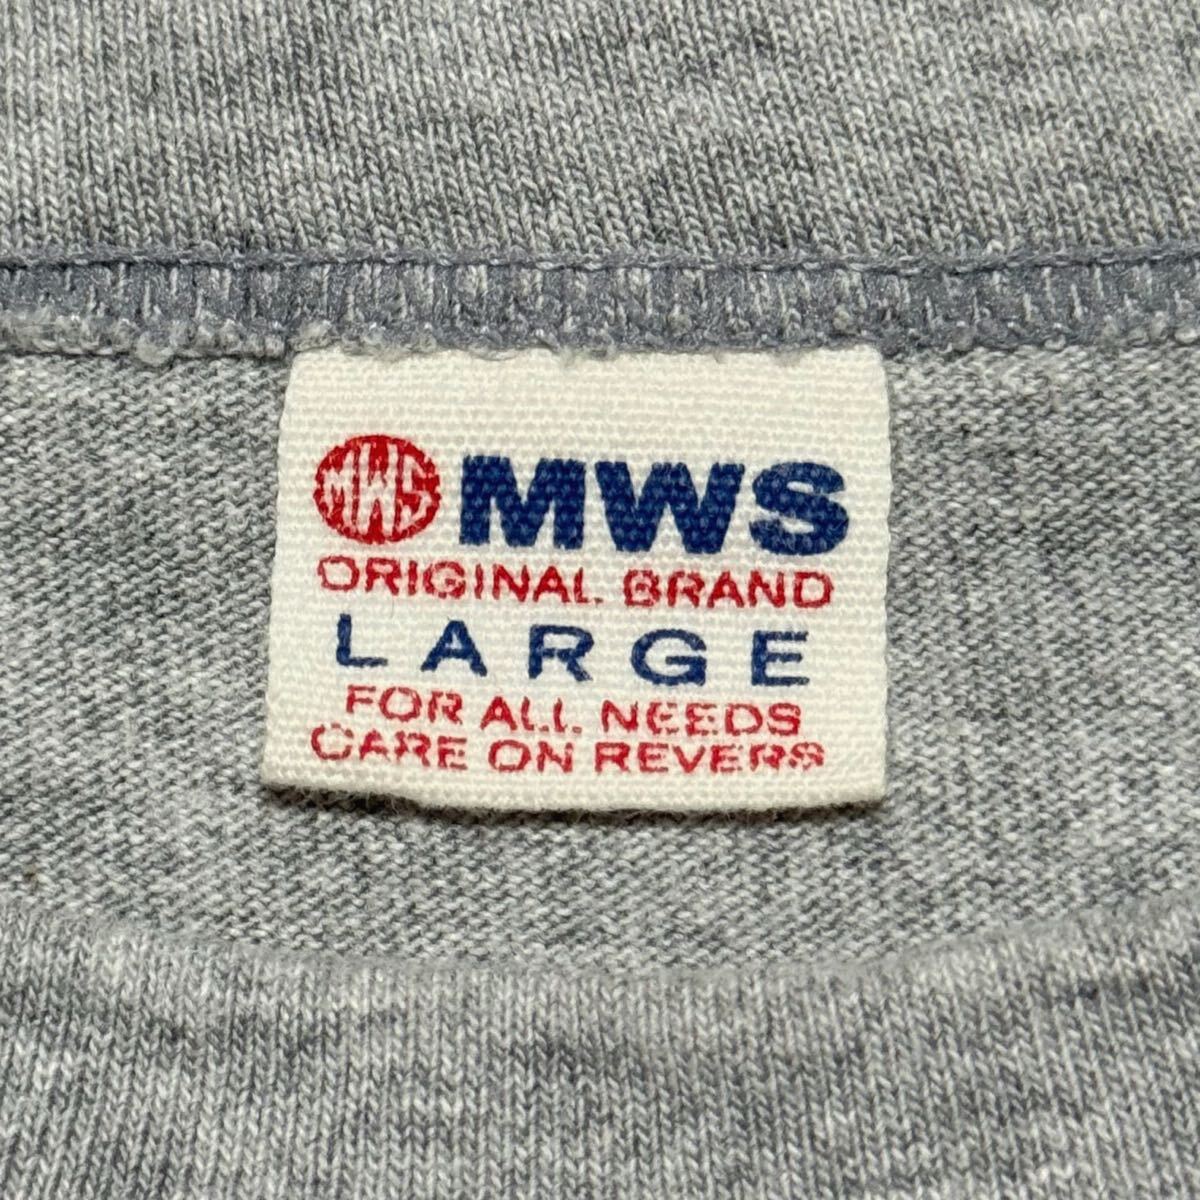 MWS MWS
ORIGINAL BRAND
LARGE
FOR ALL NEEDS
CARE ON REVERS